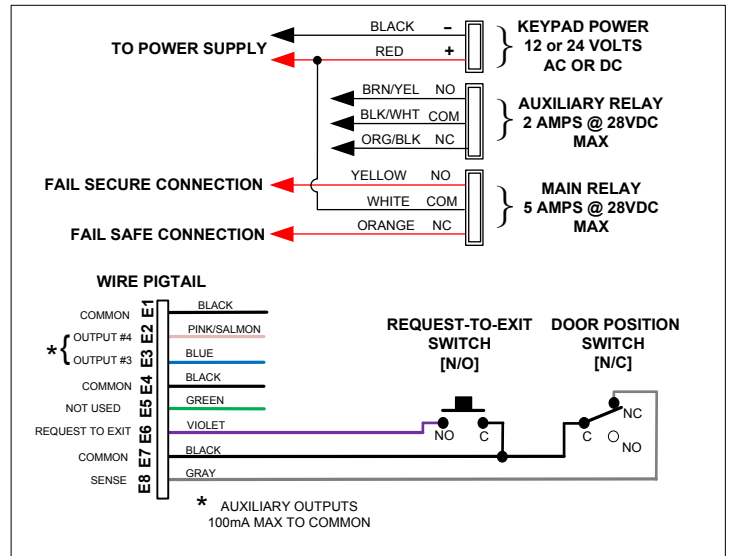 BLACK –
TO POWER SUPPLY
RED +
KEYPAD POWER
12 or 24 VOLTS
AC OR DC
BRN/YEL NO
BLK/WHT COM
ORG/BLK NC
AUXILIARY RELAY
2 AMPS @ 28VDC
MAX
FAIL SECURE CONNECTION
YELLOW NO
WHITE COM
FAIL SAFE CONNECTION
ORANGE NC
MAIN RELAY
5 AMPS @ 28VDC
MAX
WIRE PIGTAIL
COMMON E1 BLACK
* { OUTPUT #4 E2 PINK/SALMON
OUTPUT #3 E3 BLUE
COMMON E4 BLACK
NOT USED E5 GREEN
REQUEST TO EXIT E6 VIOLET
COMMON E7 BLACK
SENSE E8 GRAY
REQUEST-TO-EXIT
SWITCH
[N/O]
NO C
DOOR POSITION
SWITCH
[N/C]
NC
C
NO
* AUXILIARY OUTPUTS
100mA MAX TO COMMON